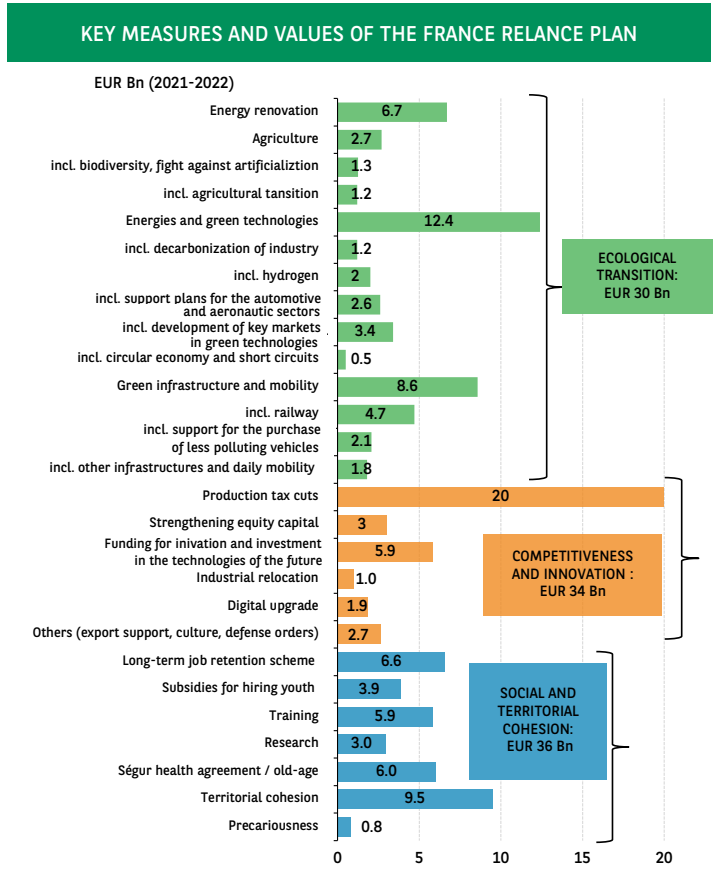 KEY MEASURES AND VALUES OF THE FRANCE RELANCE PLAN
EUR Bn (2021-2022)
Energy renovation 6.7
Agriculture 2.7
incl. biodiversity, fight against artificializtion 1.3
incl. agricultural tansition 1.2
Energies and green technologies 12.4
incl. decarbonization of industry 1.2
incl. hydrogen 2
incl. support plans for the automotive
and aeronautic sectors 2.6
incl. development of key markets
in green technologies 3.4
incl. circular economy and short circuits 0.5
Green infrastructure and mobility 8.6
incl. railway 4.7
incl. support for the purchase
of less polluting vehicles 2.1
incl. other infrastructures and daily mobility 1.8
ECOLOGICAL
TRANSITION:
EUR 30 Bn
Production tax cuts 20
Strengthening equity capital 3
Funding for inivation and investment
in the technologies of the future 5.9
Industrial relocation 1.0
Digital upgrade 1.9
Others (export support, culture, defense orders) 2.7
COMPETITIVENESS
AND INNOVATION :
EUR 34 Bn
Long-term job retention scheme 6.6
Subsidies for hiring youth 3.9
Training 5.9
Research 3.0
Ségur health agreement / old-age 6.0
Territorial cohesion 9.5
Precariousness 0.8
SOCIAL AND
TERRITORIAL
COHESION:
EUR 36 Bn
0 5 10 15 20